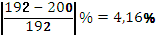 |192 − 200 / 192| % = 4,16%